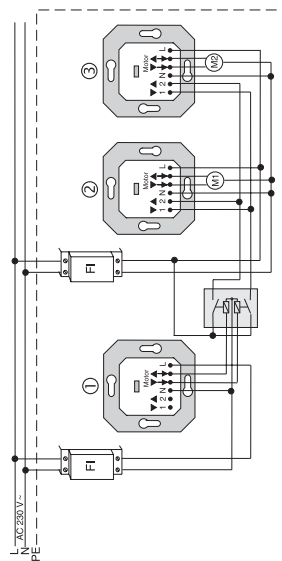 L
N
PE
AC 230 V ~
FI
FI
①
Motor
1 ▼ 2 ▲ N ▼ ▲ L
②
Motor
1 ▼ 2 ▲ N ▼ ▲ L
M1
③
Motor
1 ▼ 2 ▲ N ▼ ▲ L
M2